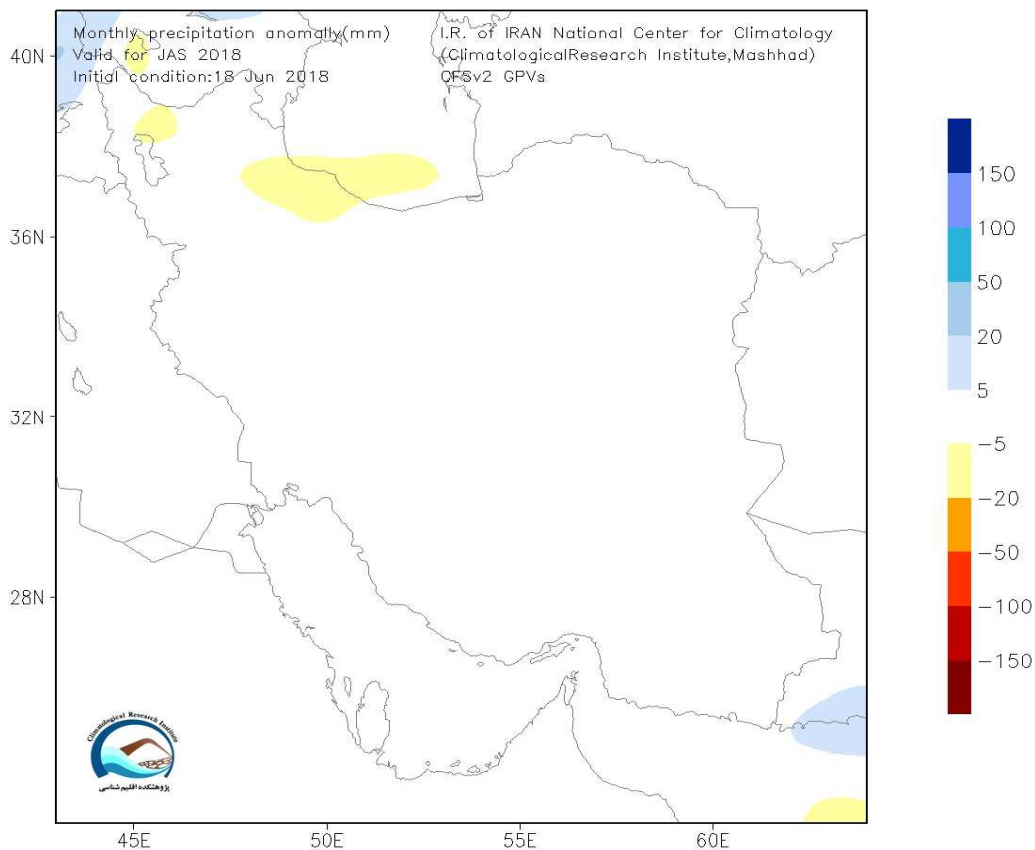 Monthly precipitation anomally(mm)
Valid for JAS 2018
Initial condition:18 Jun 2018
I.R. of IRAN National Center for Climatology
(ClimatologicalResearch Institute,Mashhad)
CFSv2 GPVs
40N
36N
32N
28N
45E
50E
55E
60E
150
100
50
20
5
−5
−20
−50
−100
−150
Climatological Research Institute
پژوهشکده اقلیم شناسی